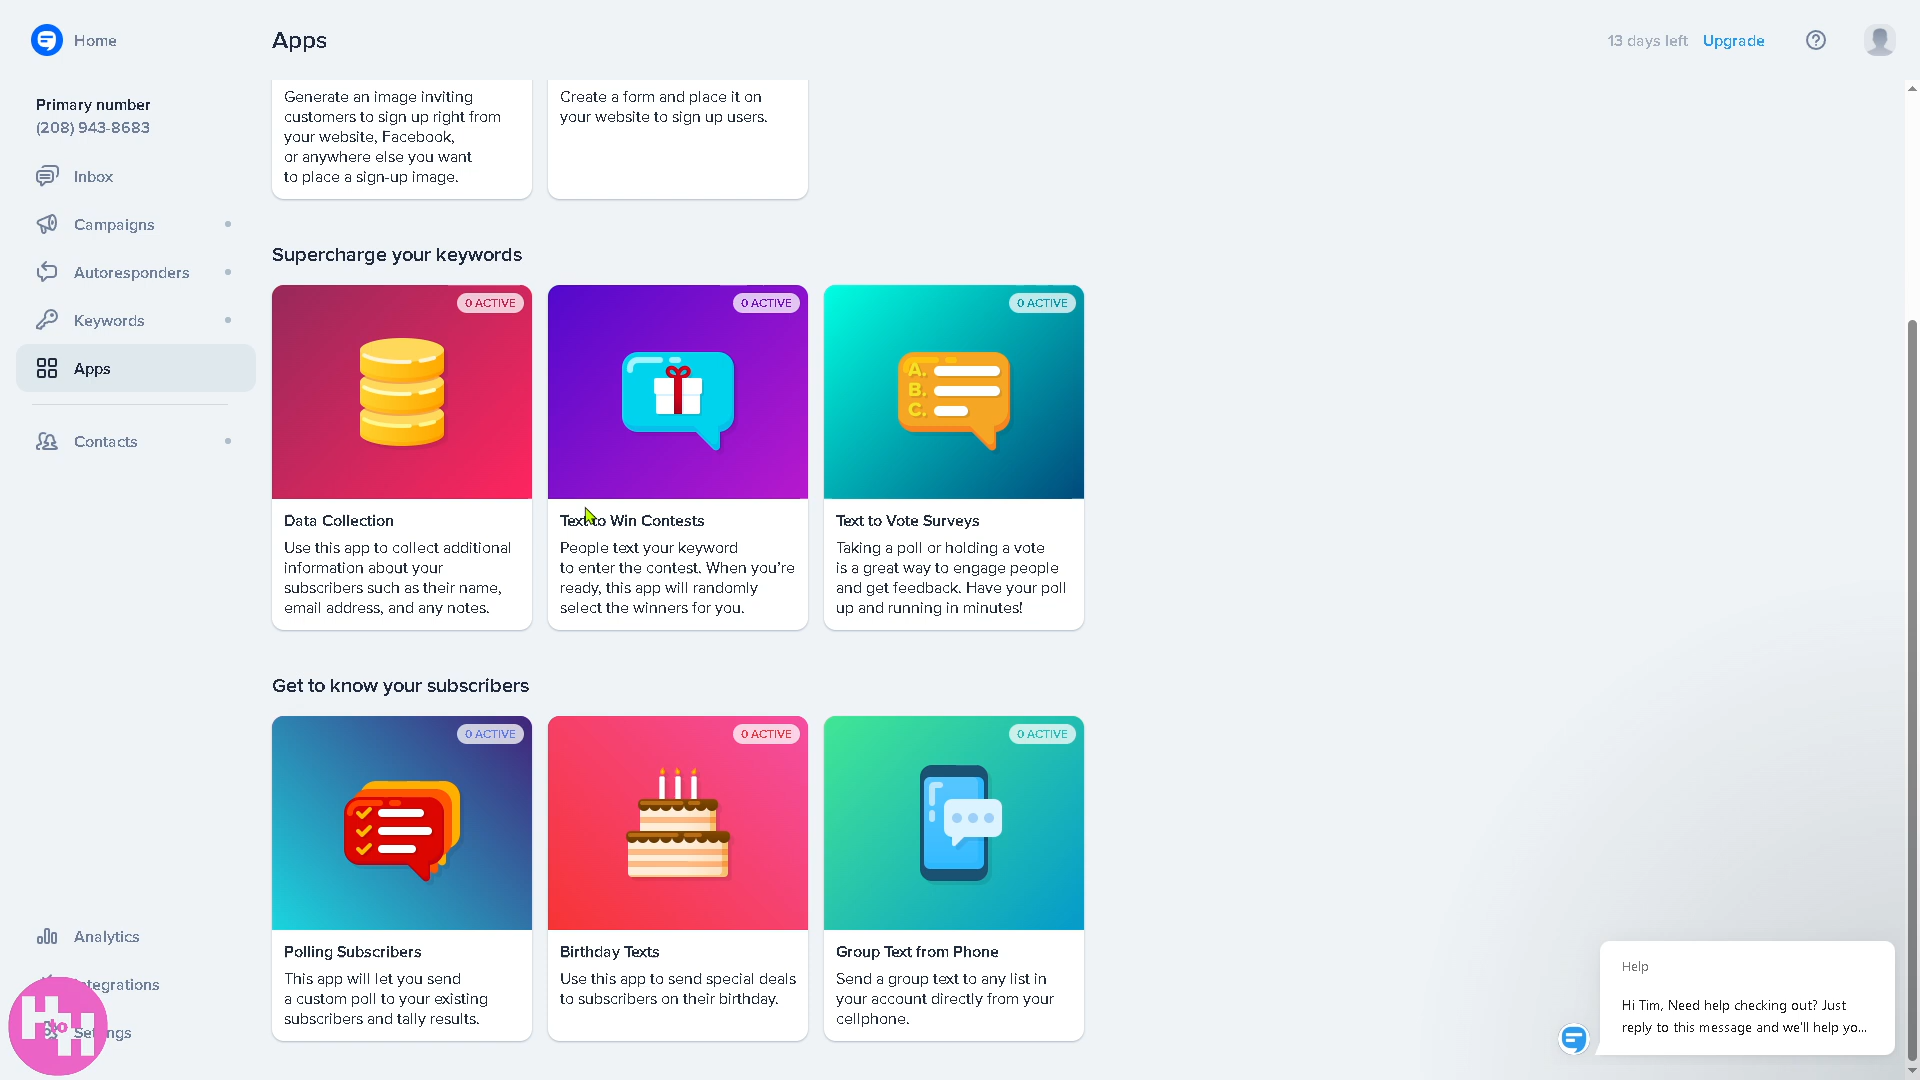 Home
Apps
13 days left Upgrade
Primary number
(208) 943-8683
Inbox
Campaigns
Autoresponders
Keywords
Apps
Contacts
Analytics
Integrations
Settings
H to H
Generate an image inviting
customers to sign up right from
your website, Facebook,
or anywhere else you want
to place a sign-up image.
Create a form and place it on
your website to sign up users.
Supercharge your keywords
0 ACTIVE
Data Collection
Use this app to collect additional
information about your
subscribers such as their name,
email address, and any notes.
0 ACTIVE
Text to Win Contests
People text your keyword
to enter the contest. When you're
ready, this app will randomly
select the winners for you.
A.
B.
C.
0 ACTIVE
Text to Vote Surveys
Taking a poll or holding a vote
is a great way to engage people
and get feedback. Have your poll
up and running in minutes!
Get to know your subscribers
0 ACTIVE
Polling Subscribers
This app will let you send
a custom poll to your existing
subscribers and tally results.
0 ACTIVE
Birthday Texts
Use this app to send special deals
to subscribers on their birthday.
0 ACTIVE
Group Text from Phone
Send a group text to any list in
your account directly from your
cellphone.
Help
Hi Tim, Need help checking out? Just
reply to this message and we'll help yo...